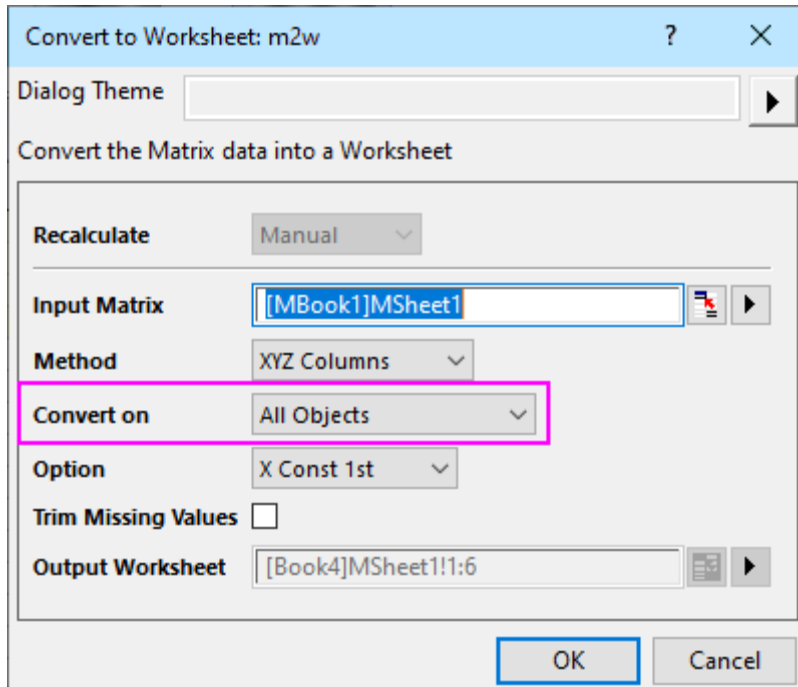 Convert to Worksheet: m2w ?
Dialog Theme
Convert the Matrix data into a Worksheet
Recalculate Manual
Input Matrix [MBook1]MSheet1
Method XYZ Columns
Convert on All Objects
Option X Const 1st
Trim Missing Values
Output Worksheet [Book4]MSheet1!1:6
OK Cancel